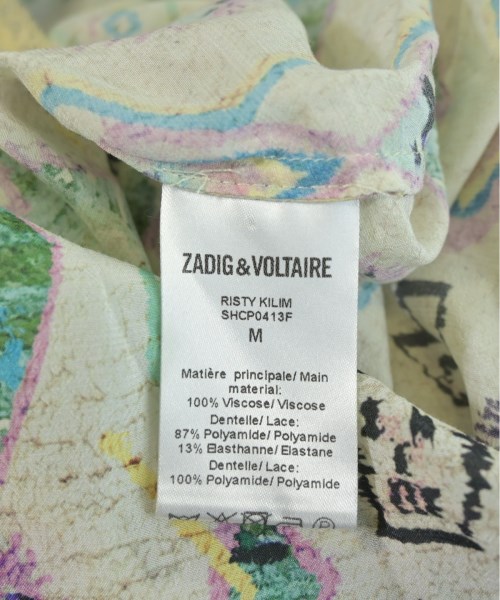 ZADIG&VOLTAIRE
RISTY KILIM
SHCP0413F
M
Matière principale/ Main
material:
100% Viscose/ Viscose
Dentelle/ Lace:
87% Polyamide/ Polyamide
13% Elasthanne/ Elastane
Dentelle/ Lace:
100% Polyamide/ Polyamide